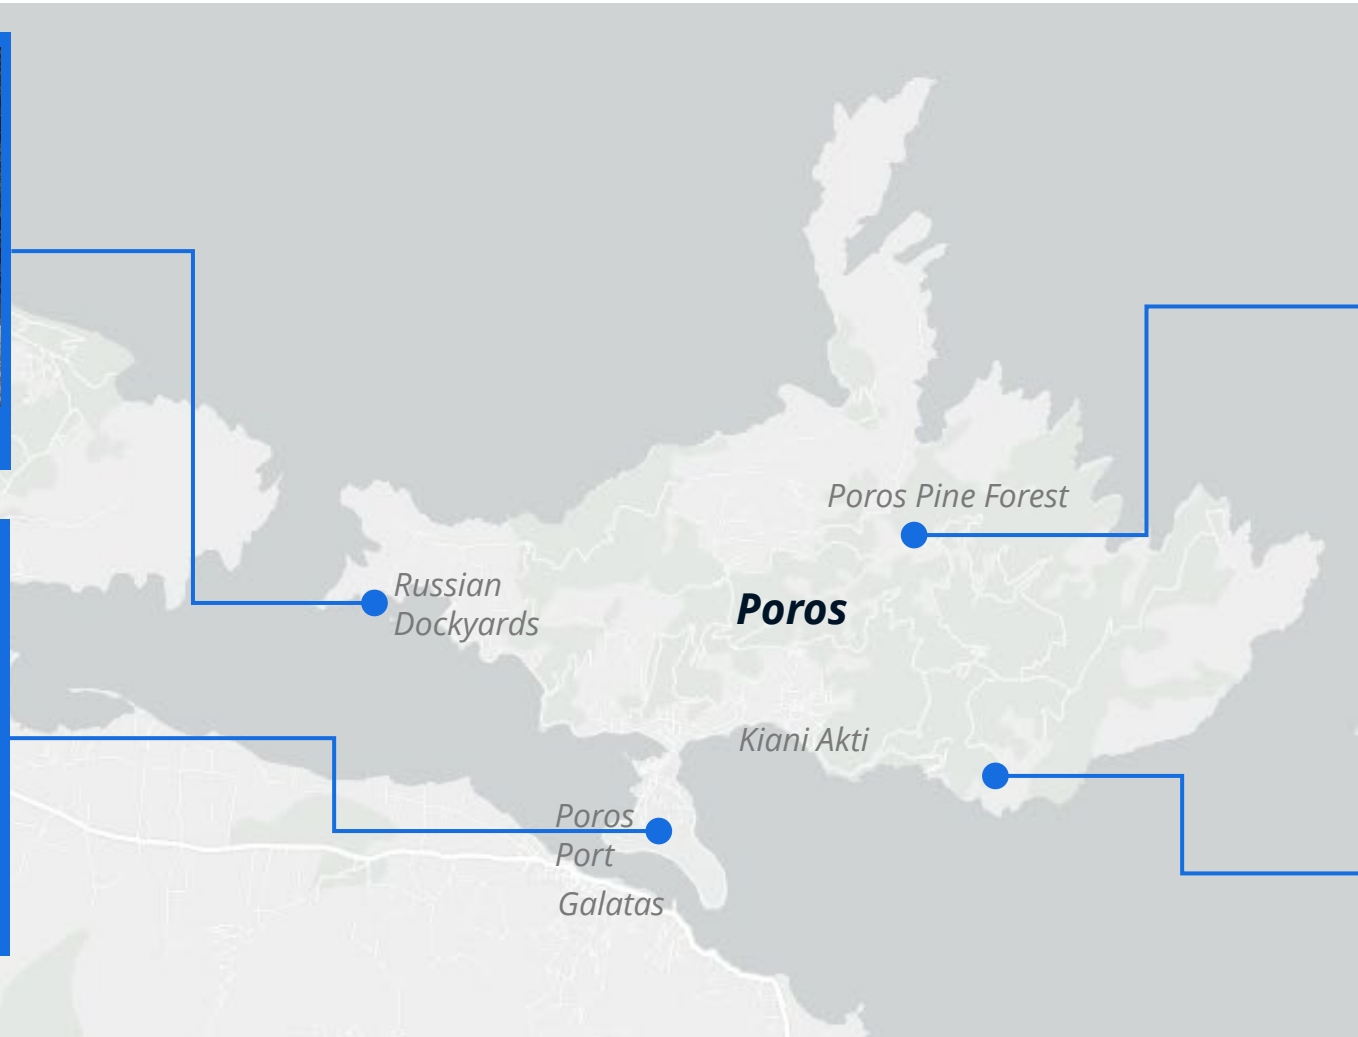 Poros Pine Forest
Russian
Dockyards
Poros
Kiani Akti
Poros
Port
Galatas